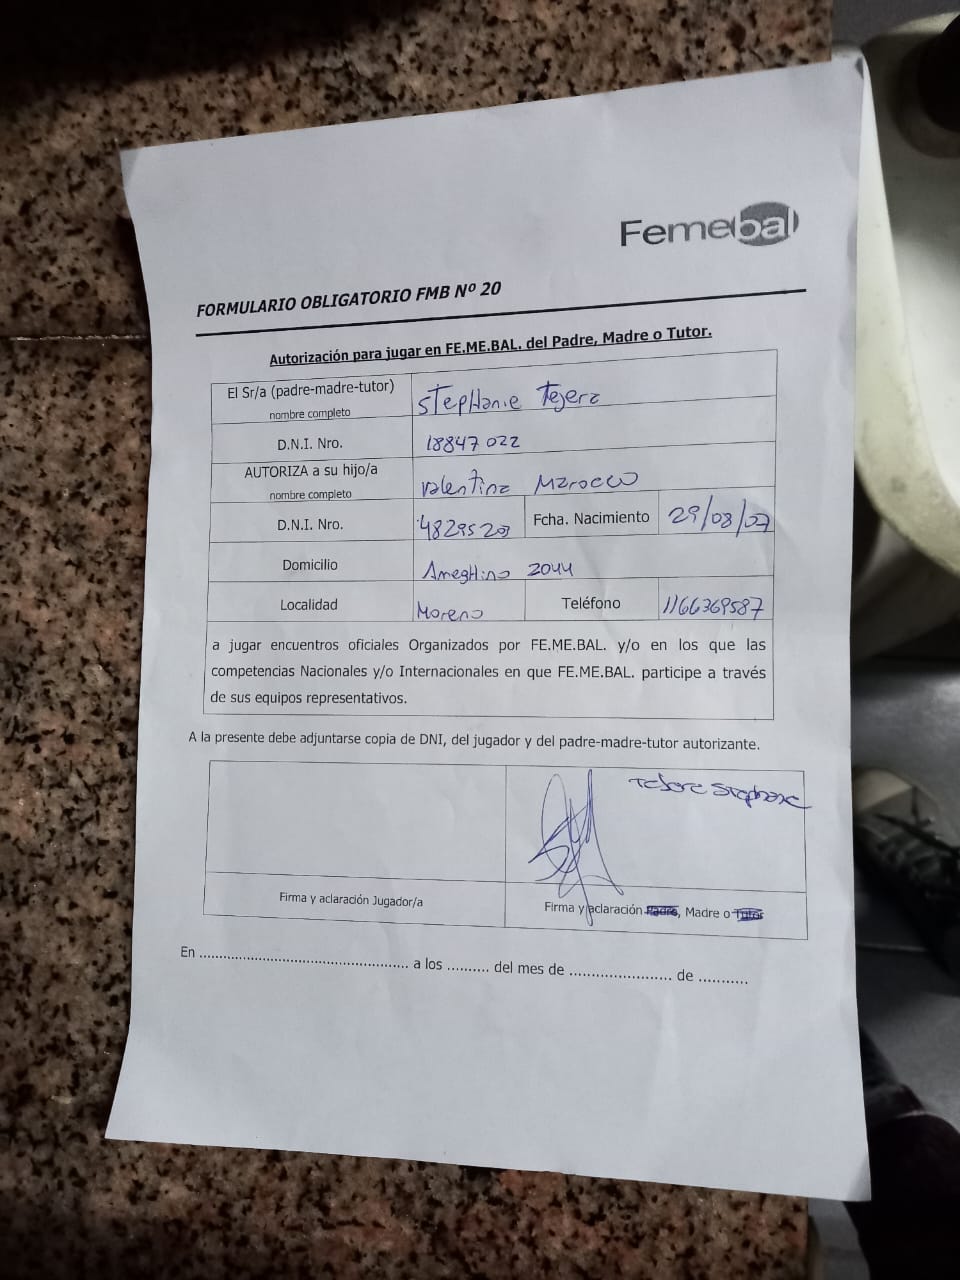 Femebal
FORMULARIO OBLIGATORIO FMB Nº 20
Autorización para jugar en FE.ME.BAL. del Padre, Madre o Tutor.
El Sr/a (padre-madre-tutor)
nombre completo
Stephanie Tejera
D.N.I. Nro.
18847022
AUTORIZA a su hijo/a
nombre completo
Valentina Marocco
D.N.I. Nro.
48295203
Fcha. Nacimiento
29/08/07
Domicilio
Ameghino 2044
Localidad
Moreno
Teléfono
1166369587
a jugar encuentros oficiales Organizados por FE.ME.BAL. y/o en los que las
competencias Nacionales y/o Internacionales en que FE.ME.BAL. participe a través
de sus equipos representativos.
A la presente debe adjuntarse copia de DNI, del jugador y del padre-madre-tutor autorizante.
Firma y aclaración Jugador/a
Firma y aclaración Padre, Madre o Tutor
En .................................................. a los .......... del mes de ......................... de ............